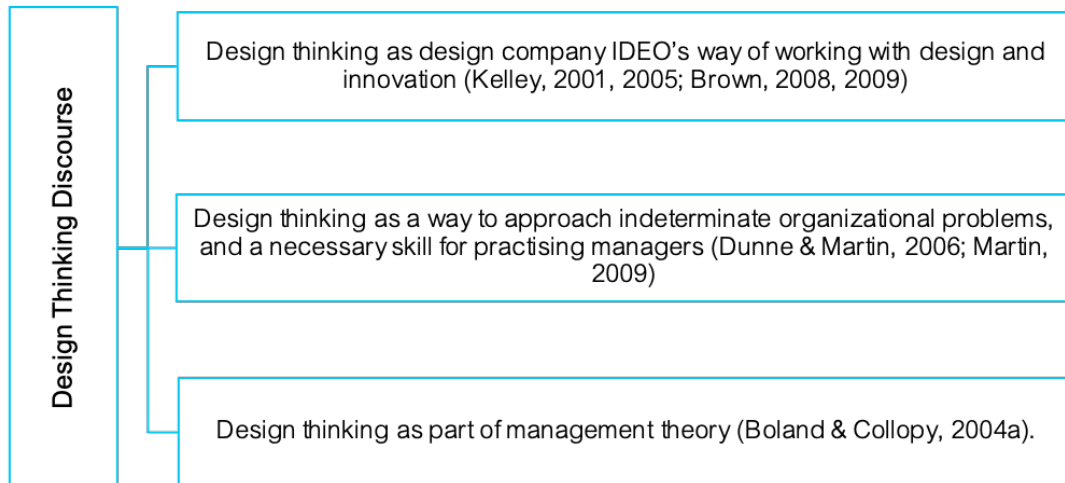 Design Thinking Discourse
Design thinking as design company IDEO’s way of working with design and
innovation (Kelley, 2001, 2005; Brown, 2008, 2009)
Design thinking as a way to approach indeterminate organizational problems,
and a necessary skill for practising managers (Dunne & Martin, 2006; Martin,
2009)
Design thinking as part of management theory (Boland & Collopy, 2004a).